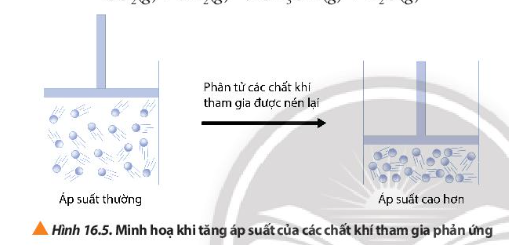 Phân tử các chất khí
tham gia được nén lại
Áp suất thường
Áp suất cao hơn
Hình 16.5. Minh hoạ khi tăng áp suất của các chất khí tham gia phản ứng